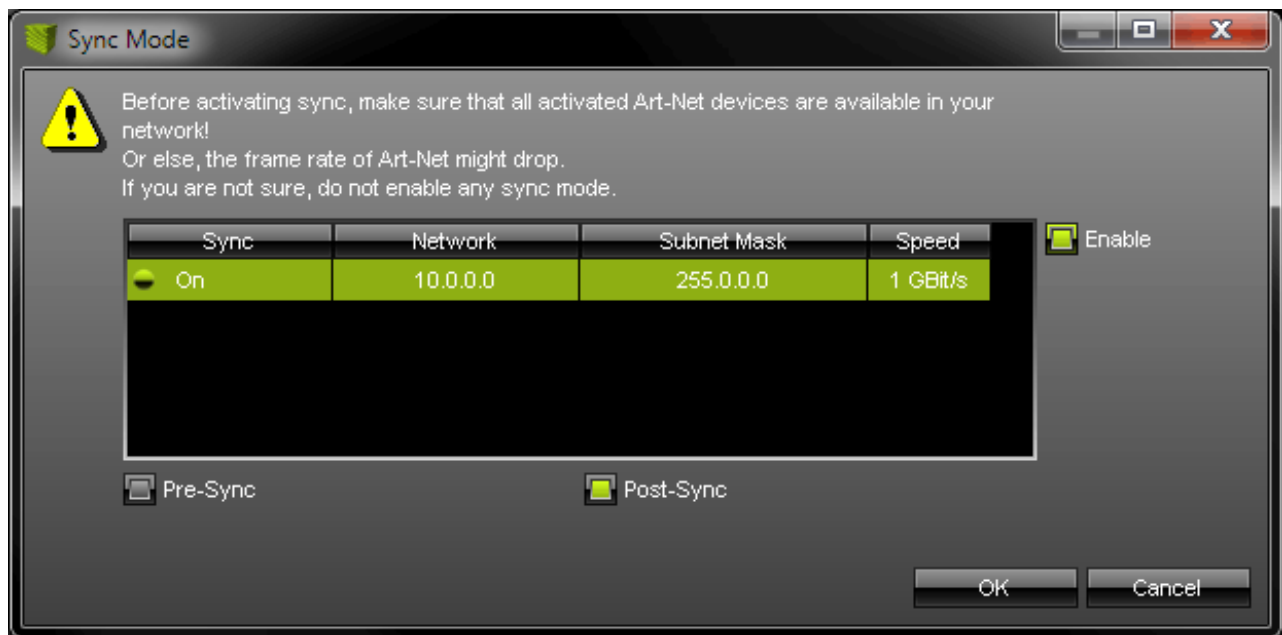 Sync Mode
Before activating sync, make sure that all activated Art-Net devices are available in your
network!
Or else, the frame rate of Art-Net might drop.
If you are not sure, do not enable any sync mode.
Sync Network Subnet Mask Speed Enable
On 10.0.0.0 255.0.0.0 1 GBit/s
Pre-Sync Post-Sync
OK Cancel